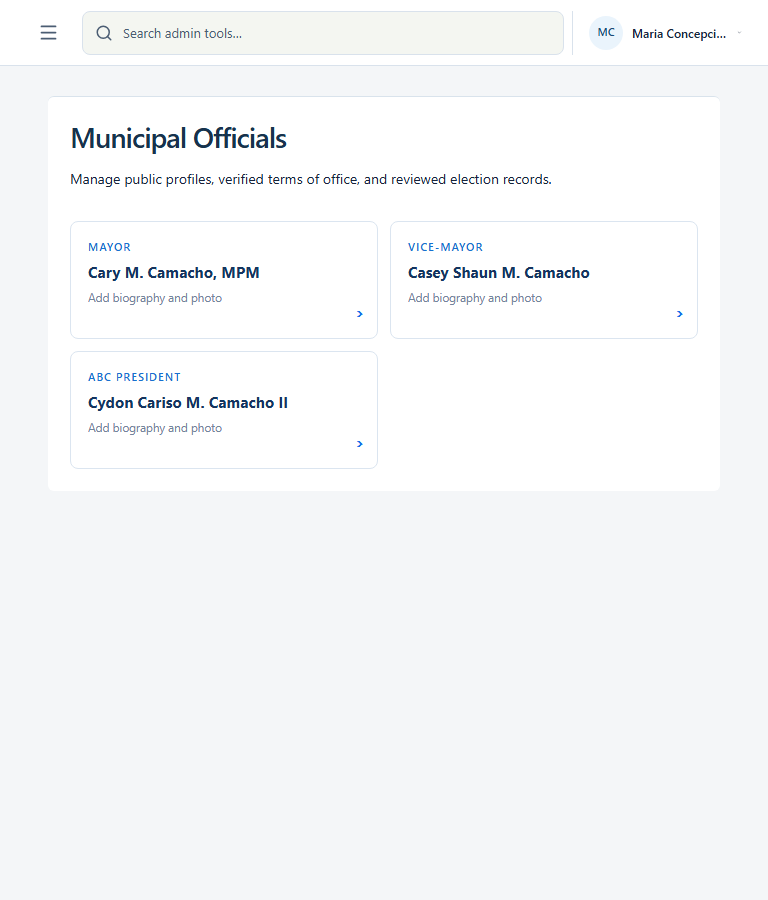 Search admin tools...
MC
Maria Concepci...
Municipal Officials
Manage public profiles, verified terms of office, and reviewed election records.
MAYOR
Cary M. Camacho, MPM
Add biography and photo
VICE-MAYOR
Casey Shaun M. Camacho
Add biography and photo
ABC PRESIDENT
Cydon Cariso M. Camacho II
Add biography and photo